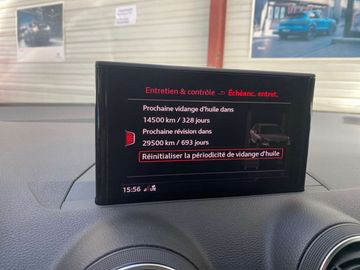 Entretien & contrôle Échéanc. entret.
Prochaine vidange d'huile dans
14500 km / 328 jours
Prochaine révision dans
29500 km / 693 jours
Réinitialiser la périodicité de vidange d'huile
15:56